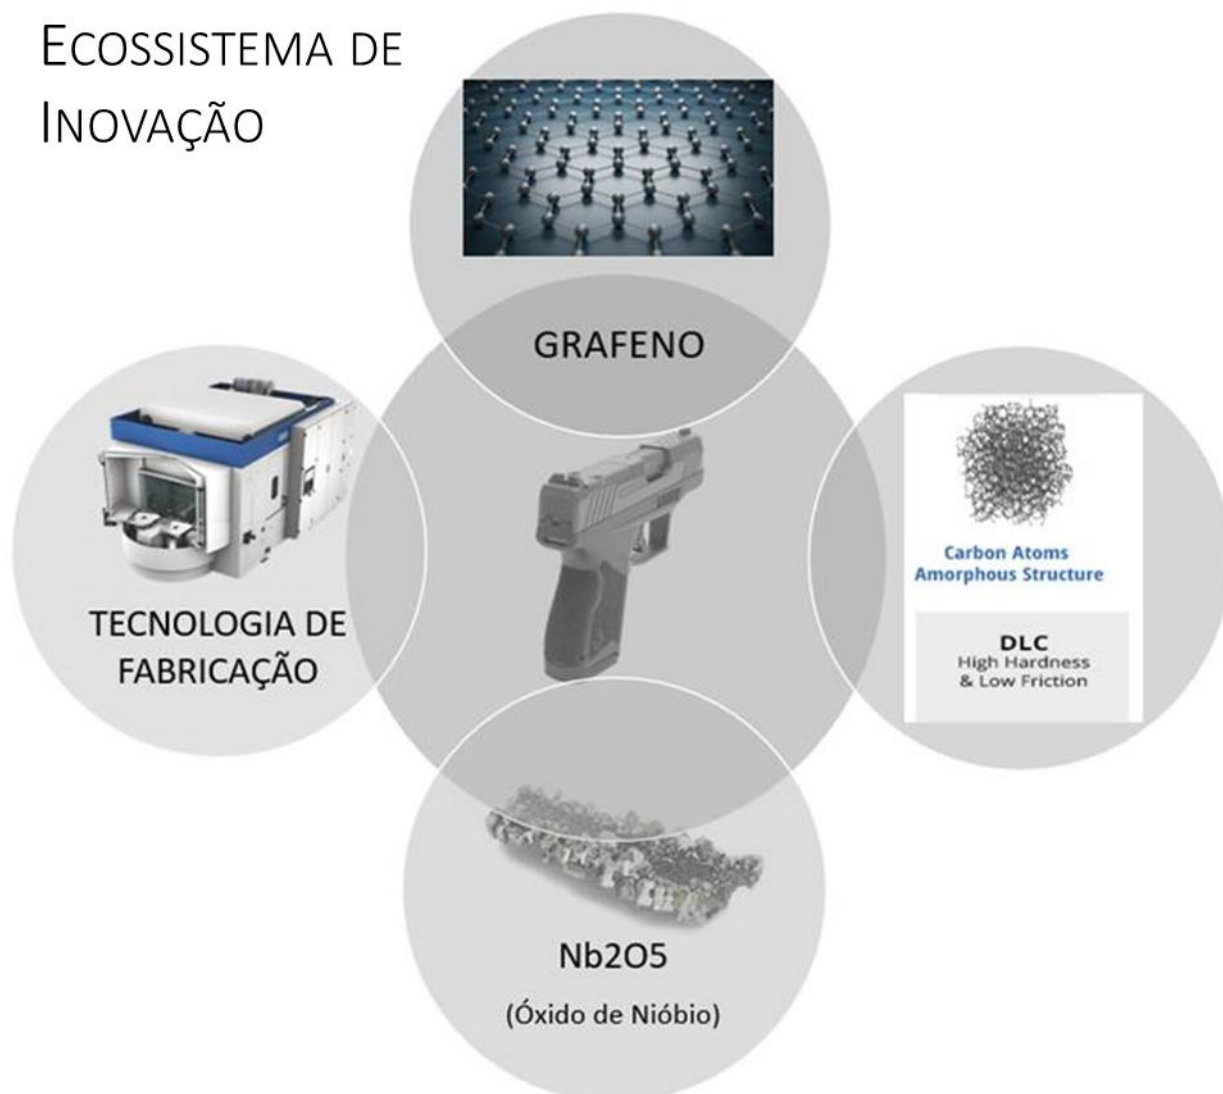 ECOSSISTEMA DE
INOVAÇÃO
GRAFENO
TECNOLOGIA DE
FABRICAÇÃO
Carbon Atoms
Amorphous Structure
DLC
High Hardness
& Low Friction
Nb2O5
(Óxido de Nióbio)